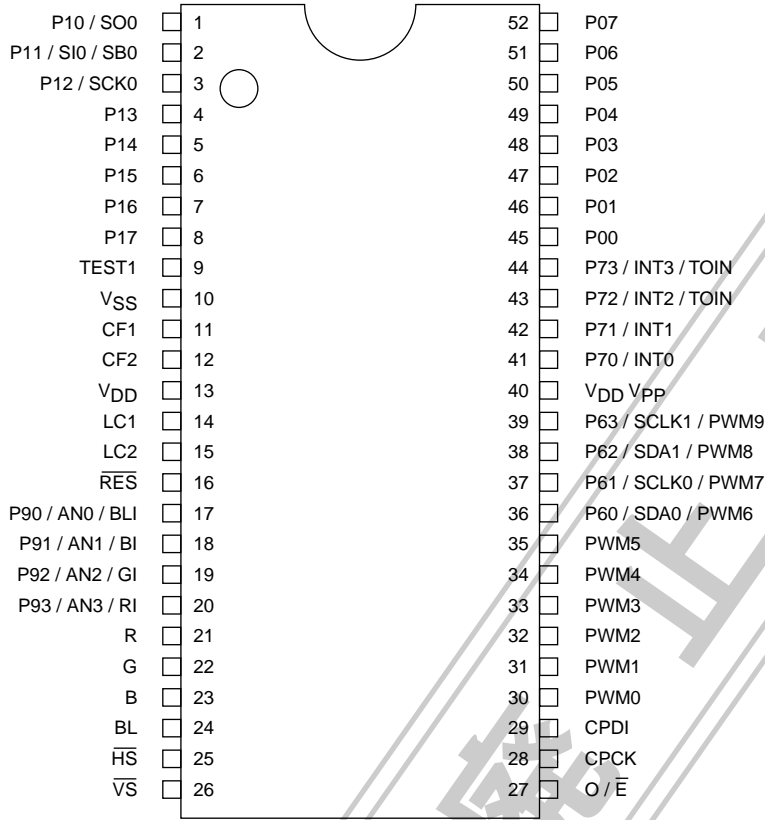 P10 / SO0 1 52 P07
P11 / SI0 / SB0 2 51 P06
P12 / SCK0 3 50 P05
P13 4 49 P04
P14 5 48 P03
P15 6 47 P02
P16 7 46 P01
P17 8 45 P00
TEST1 9 44 P73 / INT3 / TOIN
VSS 10 43 P72 / INT2 / TOIN
CF1 11 42 P71 / INT1
CF2 12 41 P70 / INT0
VDD 13 40 VDD VPP
LC1 14 39 P63 / SCLK1 / PWM9
LC2 15 38 P62 / SDA1 / PWM8
R̅E̅S̅ 16 37 P61 / SCLK0 / PWM7
P90 / AN0 / BLI 17 36 P60 / SDA0 / PWM6
P91 / AN1 / BI 18 35 PWM5
P92 / AN2 / GI 19 34 PWM4
P93 / AN3 / RI 20 33 PWM3
R 21 32 PWM2
G 22 31 PWM1
B 23 30 PWM0
BL 24 29 CPDI
H̅S̅ 25 28 CPCK
V̅S̅ 26 27 O / E̅